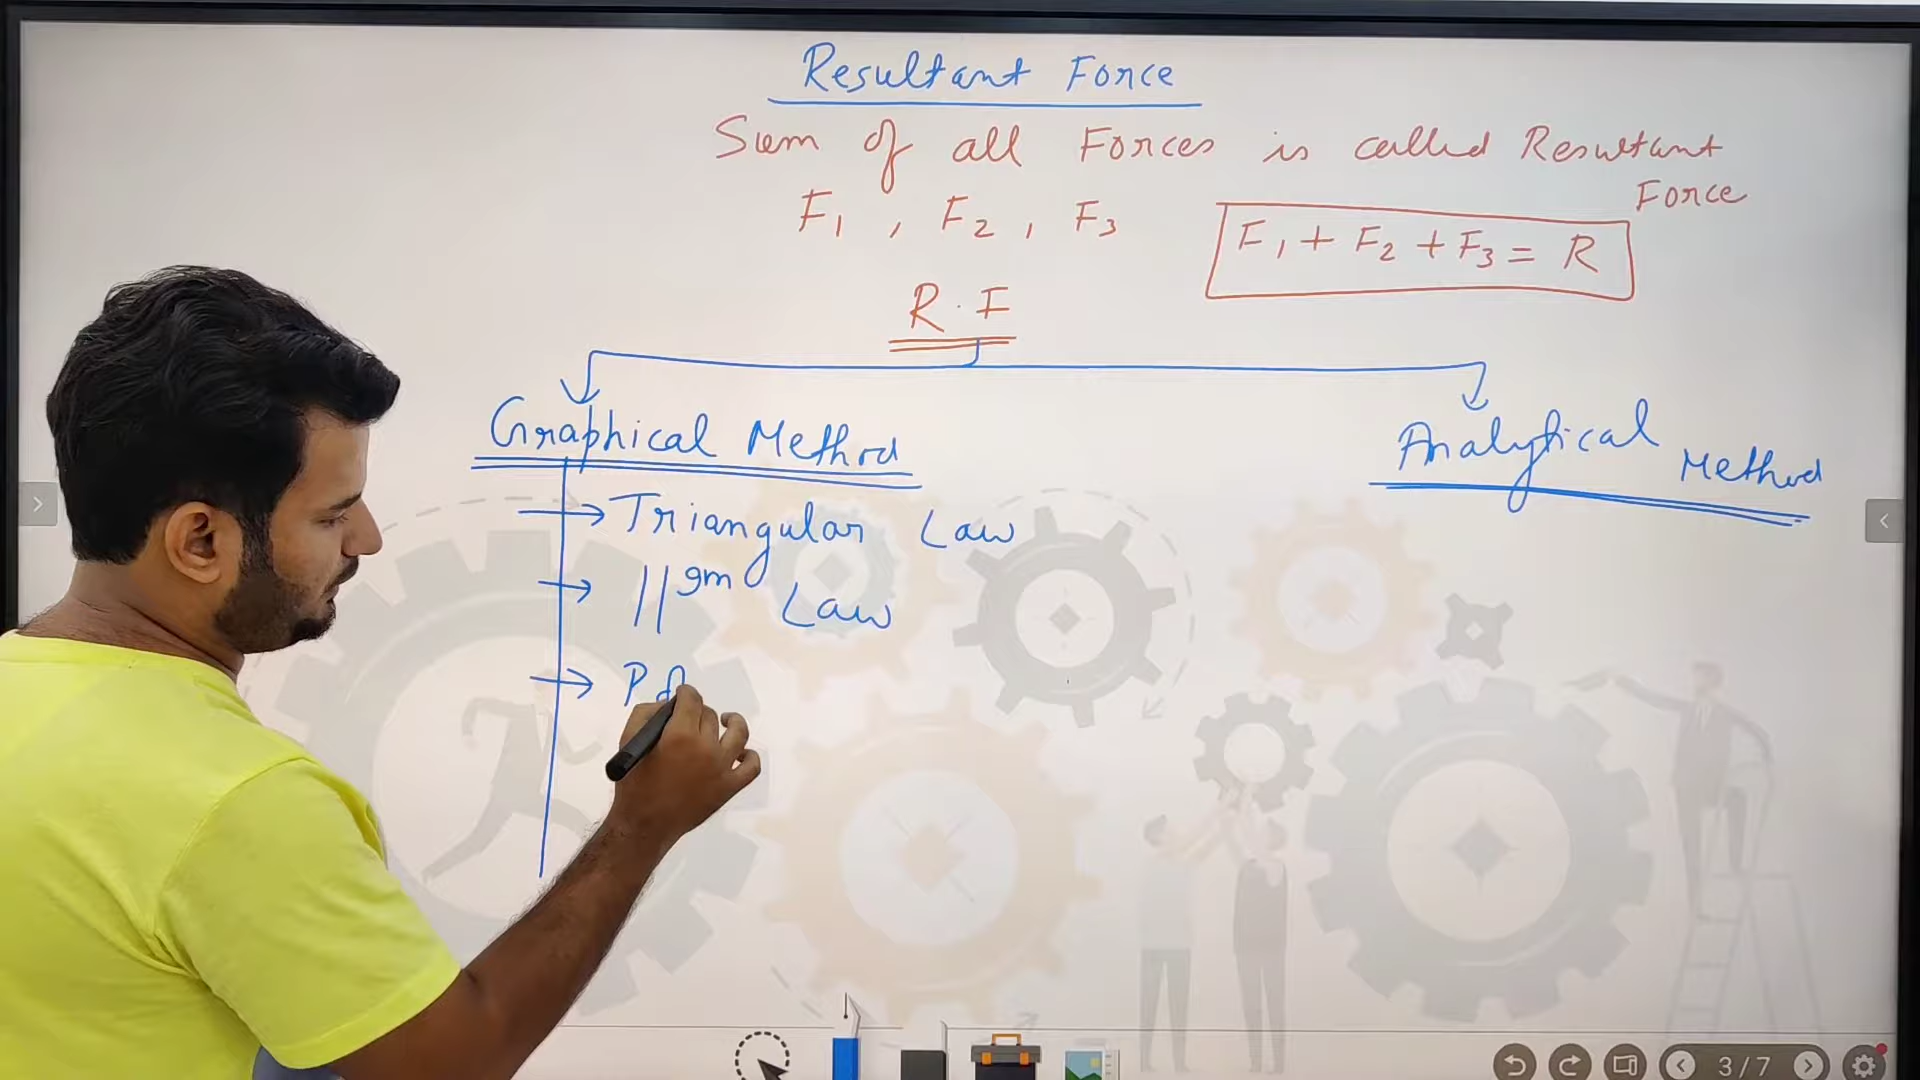 Resultant Force
Sum of all Forces is called Resultant
Force
F₁ , F₂ , F₃
F₁ + F₂ + F₃ = R
R.F
Graphical Method
Analytical Method
→ Triangular Law
→ ||gm Law
→ P
3/7